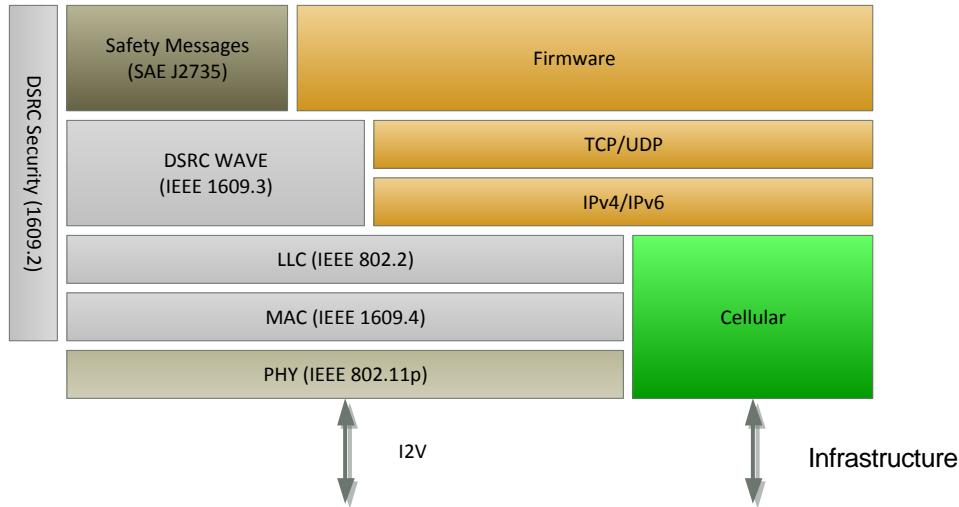 DSRC Security (1609.2)
Safety Messages
(SAE J2735)
Firmware
DSRC WAVE
(IEEE 1609.3)
TCP/UDP
IPv4/IPv6
LLC (IEEE 802.2)
MAC (IEEE 1609.4)
Cellular
PHY (IEEE 802.11p)
I2V
Infrastructure